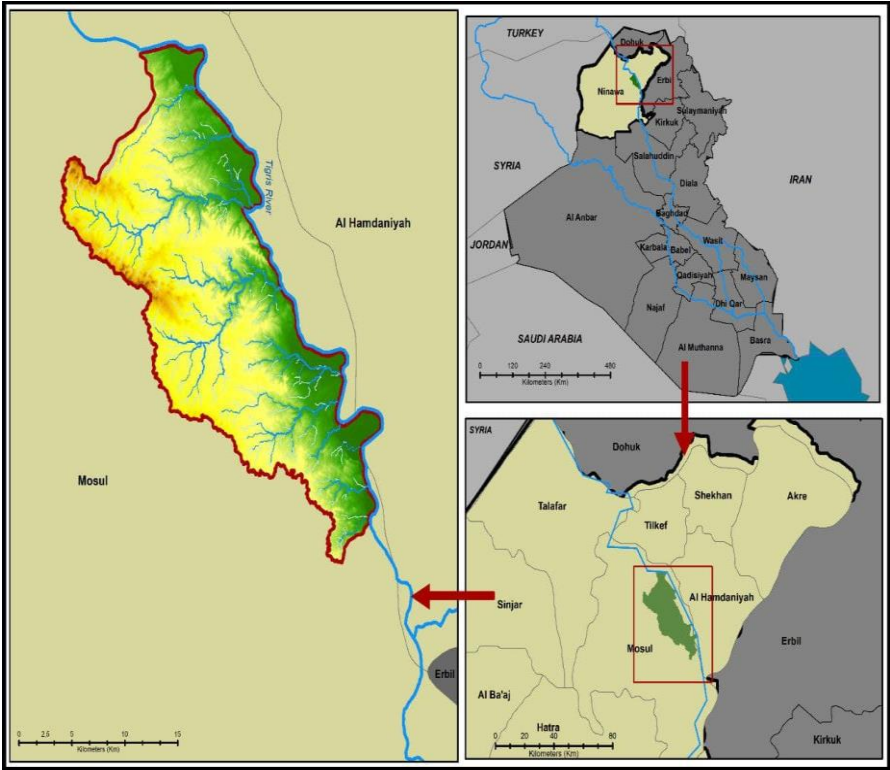 Tigris River
Al Hamdaniyah
Mosul
Erbil
0 2.5 5 10 15
Kilometers (Km)
TURKEY
Dohuk
Erbi
Ninawa
Sulaymaniyah
Kirkuk
Salahuddin
SYRIA
IRAN
Diala
Al Anbar
Baghdad
Wasit
JORDAN
Karbala
Babel
Maysan
Qadisiyah
Dhi Qar
Najaf
SAUDI ARABIA
Basra
Al Muthanna
0 120 240 480
Kilometers (Km)
SYRIA
Dohuk
Shekhan
Akre
Talafar
Tilkef
Al Hamdaniyah
Sinjar
Erbil
Mosul
Al Ba'aj
Hatra
0 20 40 80
Kilometers (Km)
Kirkuk